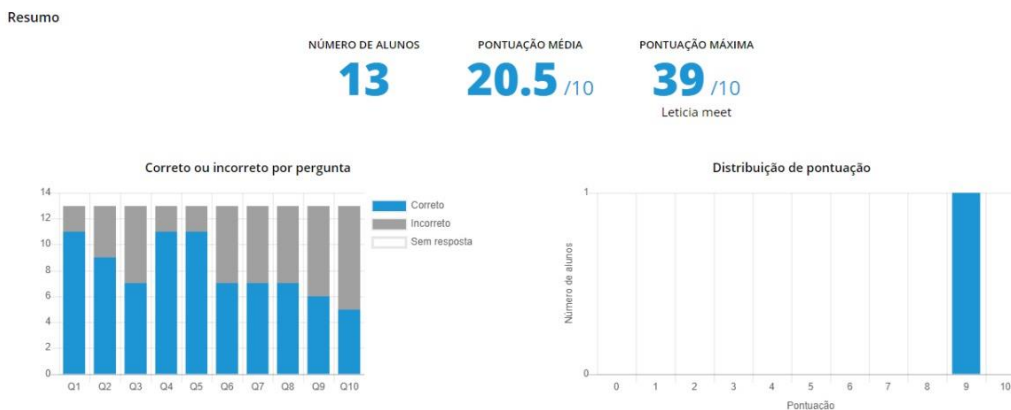 Resumo
NÚMERO DE ALUNOS
13
PONTUAÇÃO MÉDIA
20.5 /10
PONTUAÇÃO MÁXIMA
39 /10
Leticia meet
Correto ou incorreto por pergunta
14
12
10
8
6
4
2
0
Q1 Q2 Q3 Q4 Q5 Q6 Q7 Q8 Q9 Q10
Correto
Incorreto
Sem resposta
Distribuição de pontuação
Número de alunos
1
0
0 1 2 3 4 5 6 7 8 9 10
Pontuação